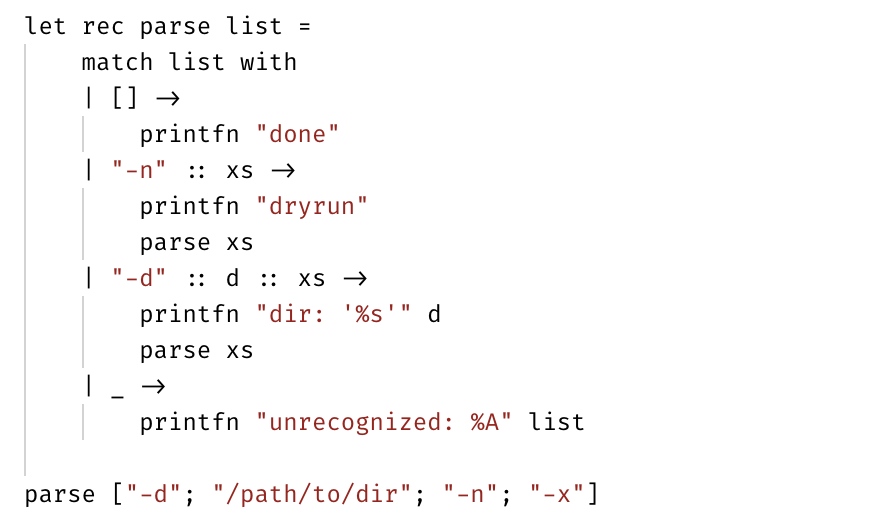 let rec parse list =
    match list with
    | [] ->
        printfn "done"
    | "-n" :: xs ->
        printfn "dryrun"
        parse xs
    | "-d" :: d :: xs ->
        printfn "dir: '%s'" d
        parse xs
    | _ ->
        printfn "unrecognized: %A" list
parse ["-d"; "/path/to/dir"; "-n"; "-x"]